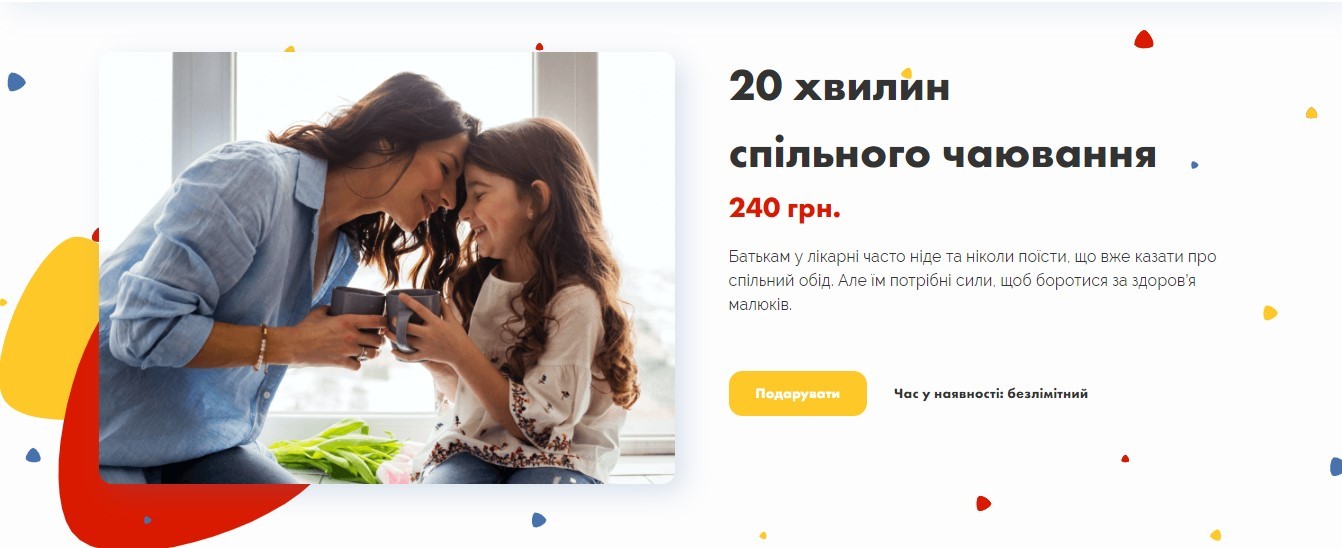 20 хвилин
спільного чаювання
240 грн.
Батькам у лікарні часто ніде та ніколи поїсти, що вже казати про
спільний обід. Але їм потрібні сили, щоб боротися за здоров'я
малюків.
Подарувати
Час у наявності: безлімітний